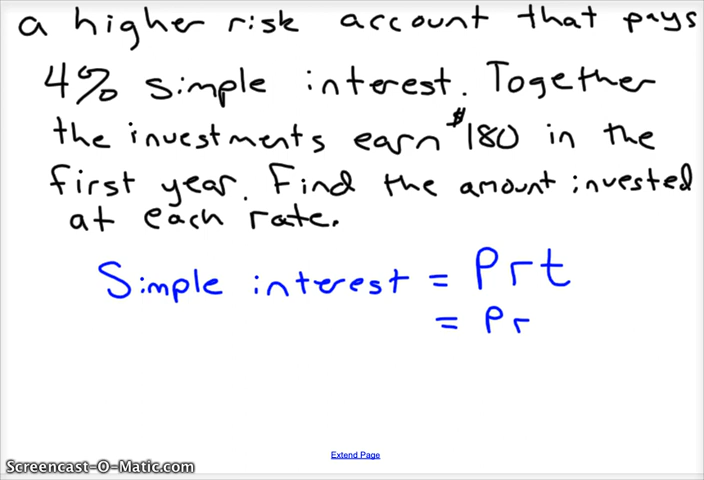 a higher risk account that pays
4% simple interest. Together
the investments earn $180 in the
first year. Find the amount invested
at each rate.
Simple interest = Prt
= Pr
Extend Page
Screencast-O-Matic.com